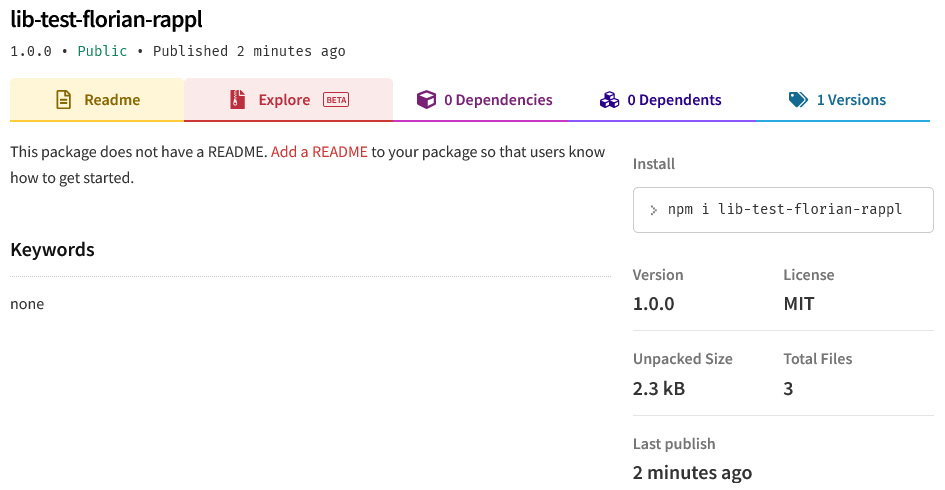 lib-test-florian-rappl
1.0.0 • Public • Published 2 minutes ago
Readme
Explore BETA
0 Dependencies
0 Dependents
1 Versions
This package does not have a README. Add a README to your package so that users know
how to get started.
Keywords
none
Install
> npm i lib-test-florian-rappl
Version
1.0.0
License
MIT
Unpacked Size
2.3 kB
Total Files
3
Last publish
2 minutes ago